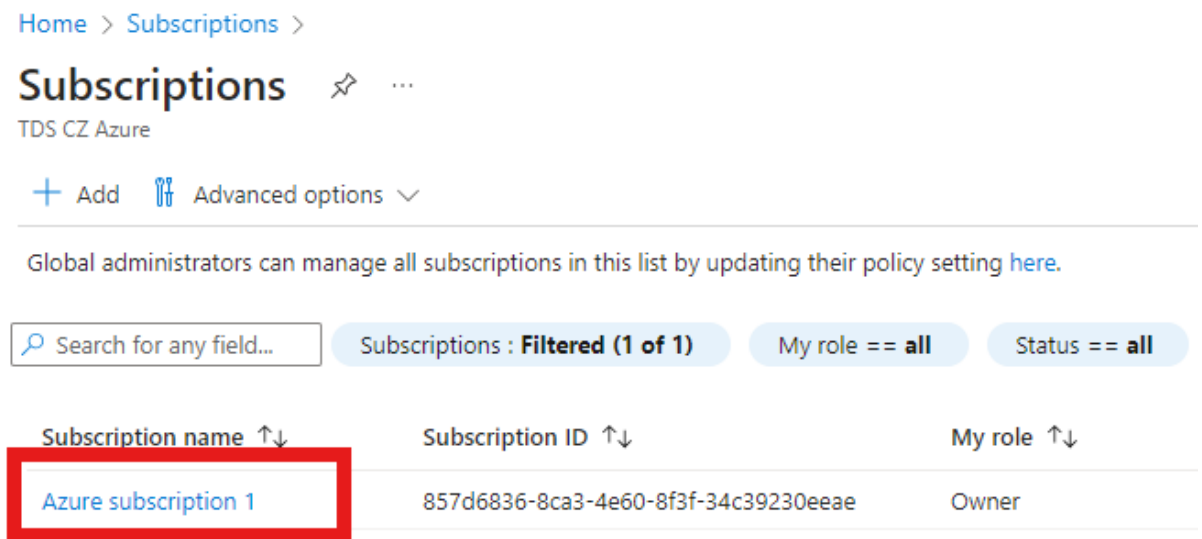 Home > Subscriptions >
Subscriptions ...
TDS CZ Azure
+ Add Advanced options
Global administrators can manage all subscriptions in this list by updating their policy setting here.
Search for any field... Subscriptions : Filtered (1 of 1) My role == all Status == all
Subscription name ↑↓ Subscription ID ↑↓ My role ↑↓
Azure subscription 1 857d6836-8ca3-4e60-8f3f-34c39230eeae Owner